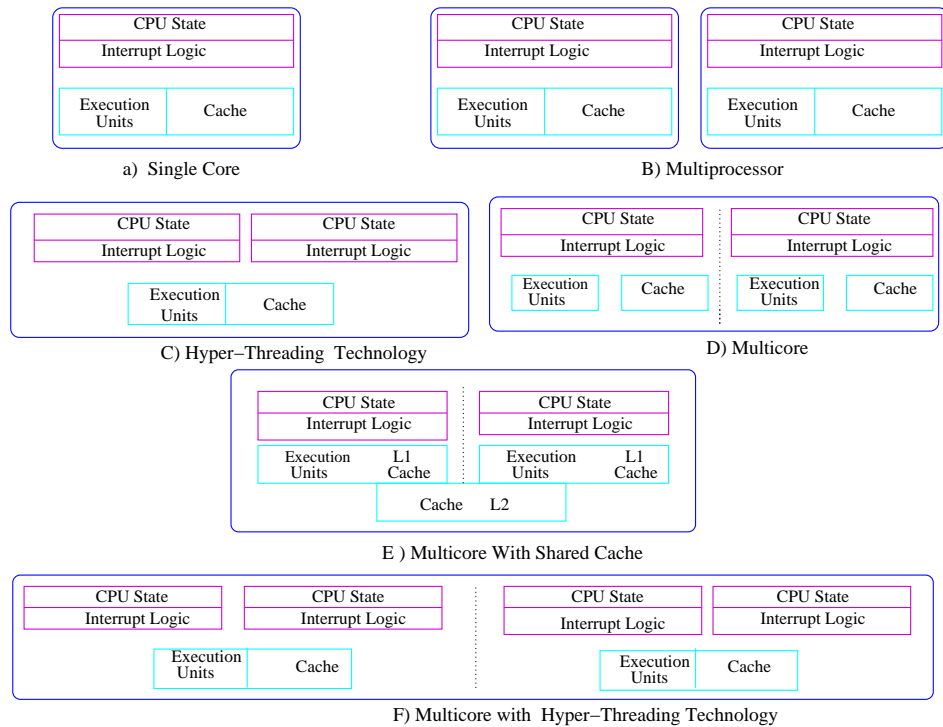 CPU State
Interrupt Logic
Execution Units
Cache
a) Single Core
CPU State
Interrupt Logic
Execution Units
Cache
CPU State
Interrupt Logic
Execution Units
Cache
B) Multiprocessor
CPU State
Interrupt Logic
CPU State
Interrupt Logic
Execution Units
Cache
C) Hyper−Threading Technology
CPU State
Interrupt Logic
Execution Units
Cache
CPU State
Interrupt Logic
Execution Units
Cache
D) Multicore
CPU State
Interrupt Logic
Execution Units
L1 Cache
CPU State
Interrupt Logic
Execution Units
L1 Cache
Cache L2
E ) Multicore With Shared Cache
CPU State
Interrupt Logic
CPU State
Interrupt Logic
Execution Units
Cache
CPU State
Interrupt Logic
CPU State
Interrupt Logic
Execution Units
Cache
F) Multicore with Hyper−Threading Technology